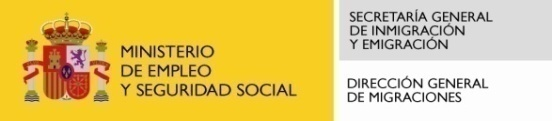 MINISTERIO
DE EMPLEO
Y SEGURIDAD SOCIAL
SECRETARÍA GENERAL
DE INMIGRACIÓN
Y EMIGRACIÓN
DIRECCIÓN GENERAL
DE MIGRACIONES